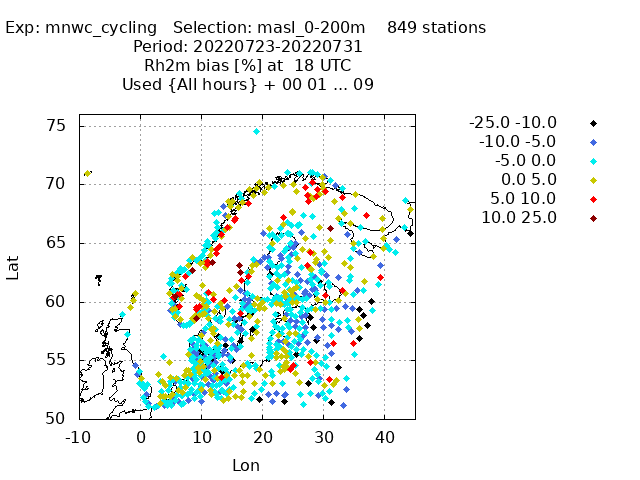 Exp: mnwc_cycling   Selection: masl_0-200m    849 stations
Period: 20220723-20220731
Rh2m bias [%] at  18 UTC
Used {All hours} + 00 01 ... 09
-25.0 -10.0
-10.0 -5.0
-5.0 0.0
0.0 5.0
5.0 10.0
10.0 25.0
75
70
65
60
55
50
Lat
-10 0 10 20 30 40
Lon